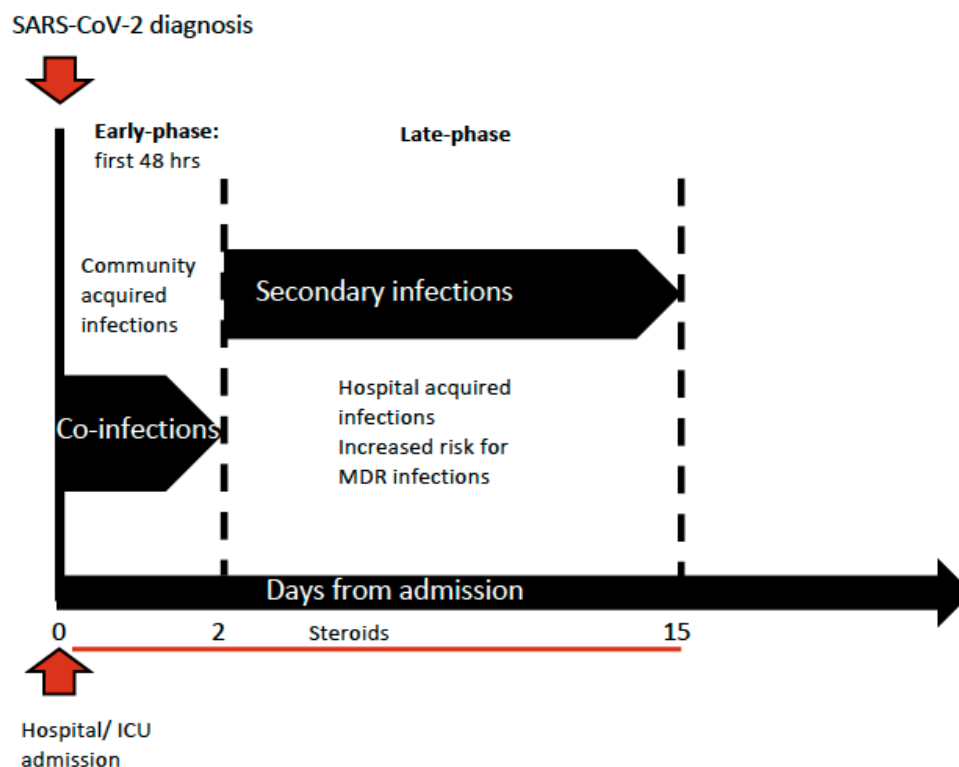 SARS-CoV-2 diagnosis
Early-phase:
first 48 hrs
Late-phase
Community
acquired
infections
Secondary infections
Co-infections
Hospital acquired
infections
Increased risk for
MDR infections
Days from admission
0
2
Steroids
15
Hospital/ ICU
admission